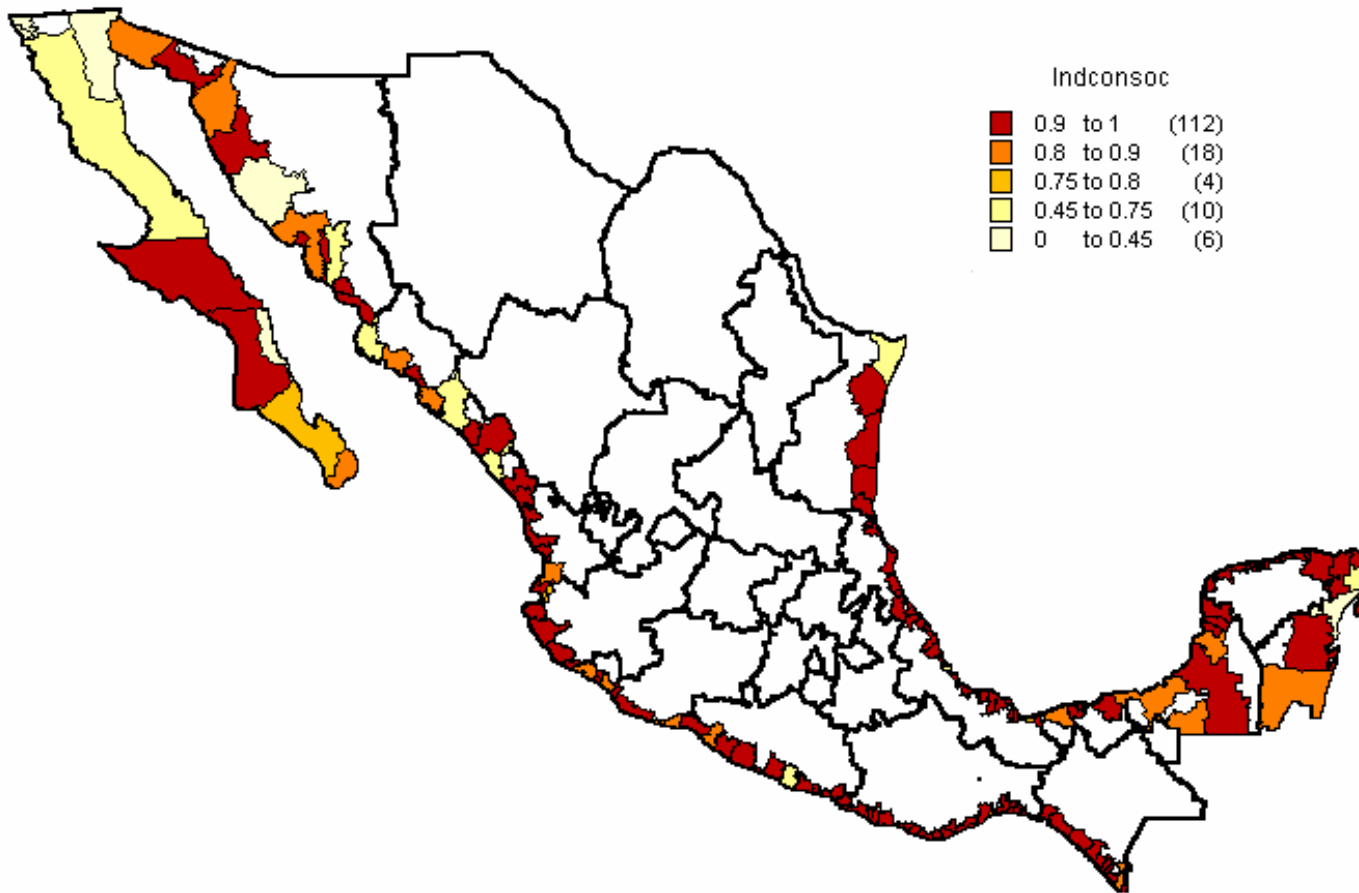 Indconsoc
0.9 to 1 (112)
0.8 to 0.9 (18)
0.75 to 0.8 (4)
0.45 to 0.75 (10)
0 to 0.45 (6)